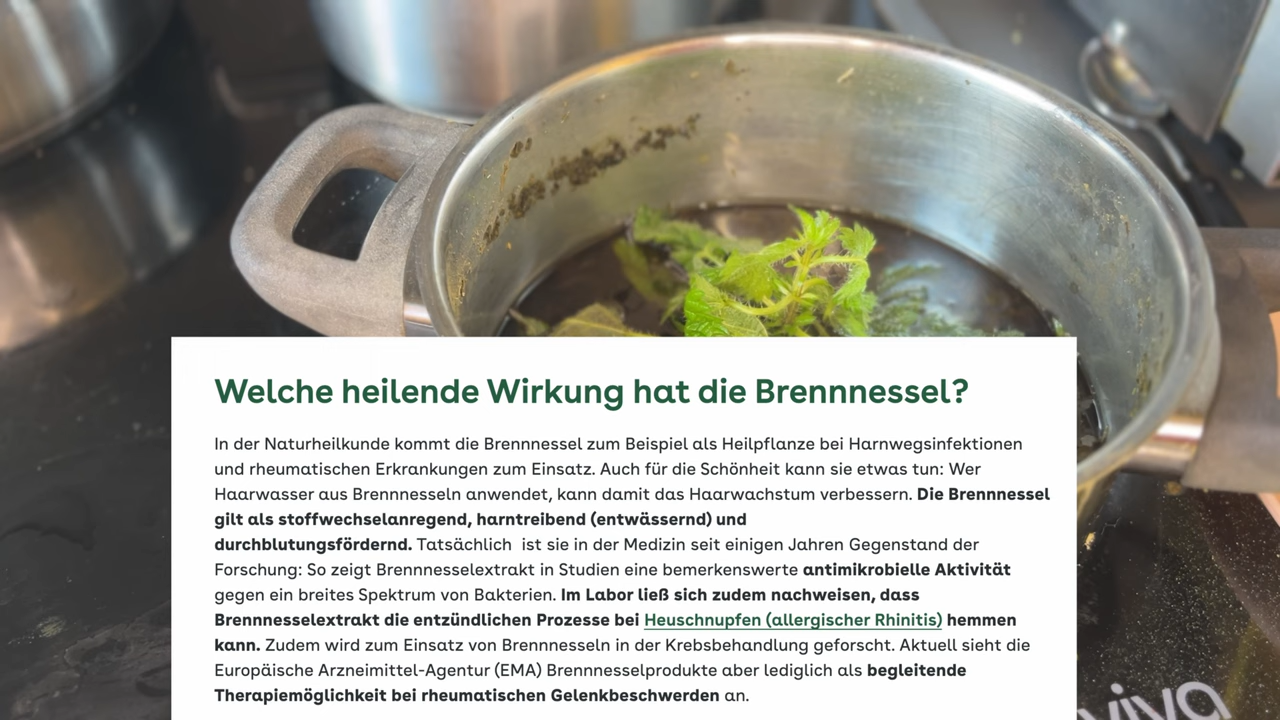 Welche heilende Wirkung hat die Brennnessel?
In der Naturheilkunde kommt die Brennnessel zum Beispiel als Heilpflanze bei Harnwegsinfektionen
und rheumatischen Erkrankungen zum Einsatz. Auch für die Schönheit kann sie etwas tun: Wer
Haarwasser aus Brennnesseln anwendet, kann damit das Haarwachstum verbessern. Die Brennnessel
gilt als stoffwechselanregend, harntreibend (entwässernd) und
durchblutungsfördernd. Tatsächlich ist sie in der Medizin seit einigen Jahren Gegenstand der
Forschung: So zeigt Brennnesselextrakt in Studien eine bemerkenswerte antimikrobielle Aktivität
gegen ein breites Spektrum von Bakterien. Im Labor ließ sich zudem nachweisen, dass
Brennnesselextrakt die entzündlichen Prozesse bei Heuschnupfen (allergischer Rhinitis) hemmen
kann. Zudem wird zum Einsatz von Brennnesseln in der Krebsbehandlung geforscht. Aktuell sieht die
Europäische Arzneimittel-Agentur (EMA) Brennnesselprodukte aber lediglich als begleitende
Therapiemöglichkeit bei rheumatischen Gelenkbeschwerden an.
viva